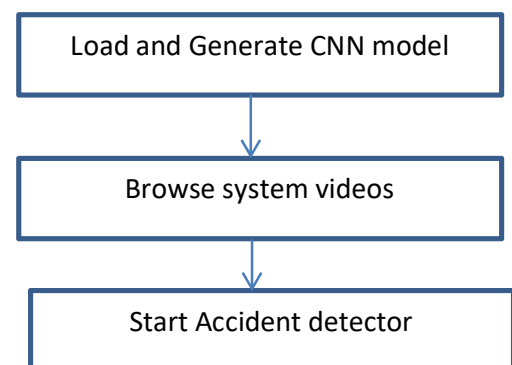 Load and Generate CNN model
Browse system videos
Start Accident detector